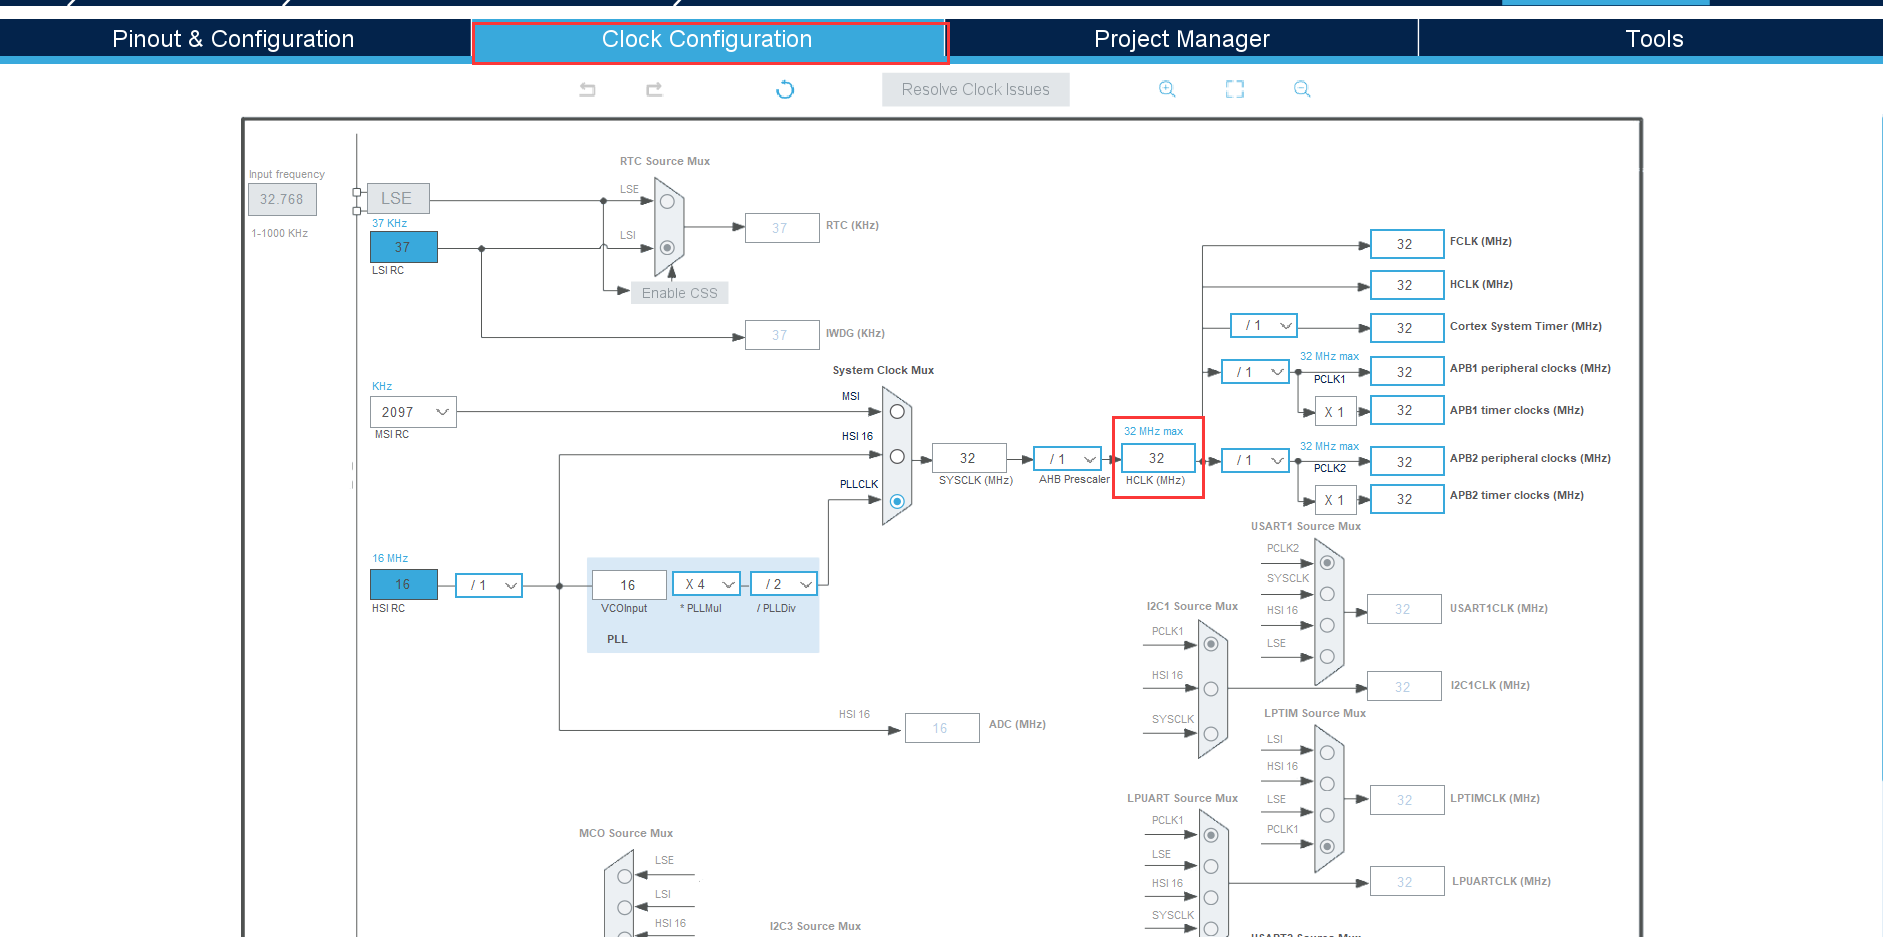 Pinout & Configuration
Clock Configuration
Project Manager
Tools
Resolve Clock Issues
RTC Source Mux
Input frequency
32.768
1-1000 KHz
LSE
LSE
37 KHz
37
LSI RC
LSI
37
RTC (KHz)
Enable CSS
37
IWDG (KHz)
32
FCLK (MHz)
32
HCLK (MHz)
/ 1
32
Cortex System Timer (MHz)
32 MHz max
/ 1
PCLK1
32
APB1 peripheral clocks (MHz)
X 1
32
APB1 timer clocks (MHz)
System Clock Mux
KHz
2097
MSI RC
MSI
HSI 16
PLLCLK
32
SYSCLK (MHz)
/ 1
AHB Prescaler
32 MHz max
32
HCLK (MHz)
32 MHz max
/ 1
PCLK2
32
APB2 peripheral clocks (MHz)
X 1
32
APB2 timer clocks (MHz)
16 MHz
16
HSI RC
/ 1
16
VCOInput
X 4
* PLLMul
/ 2
/ PLLDiv
PLL
USART1 Source Mux
PCLK2
SYSCLK
HSI 16
LSE
32
USART1CLK (MHz)
I2C1 Source Mux
PCLK1
HSI 16
SYSCLK
32
I2C1CLK (MHz)
HSI 16
16
ADC (MHz)
LPTIM Source Mux
LSI
HSI 16
LSE
PCLK1
32
LPTIMCLK (MHz)
LPUART Source Mux
PCLK1
LSE
HSI 16
SYSCLK
32
LPUARTCLK (MHz)
MCO Source Mux
LSE
LSI
HSI 16
I2C3 Source Mux
USART2 Source Mux